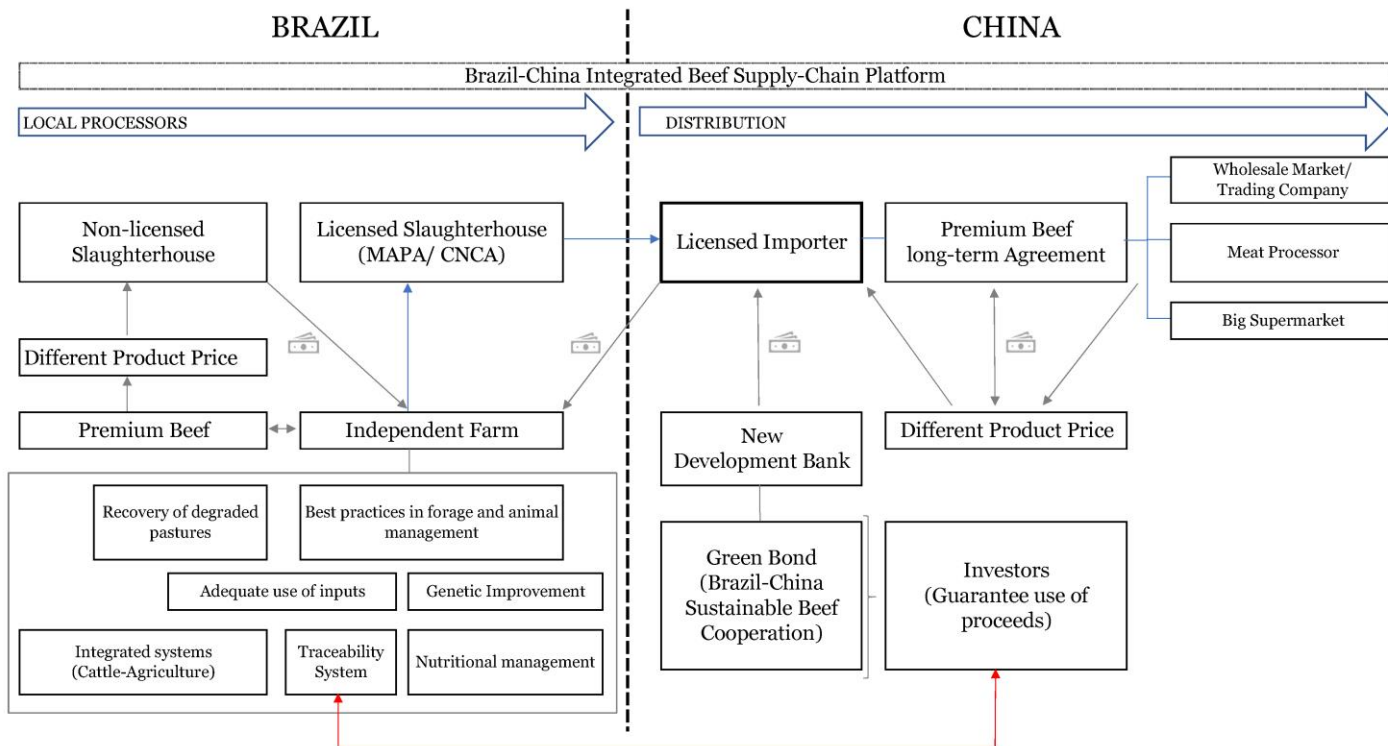 BRAZIL
CHINA
Brazil-China Integrated Beef Supply-Chain Platform
LOCAL PROCESSORS
DISTRIBUTION
Non-licensed
Slaughterhouse
Licensed Slaughterhouse
(MAPA/ CNCA)
Licensed Importer
Premium Beef
long-term Agreement
Wholesale Market/
Trading Company
Meat Processor
Big Supermarket
Different Product Price
Premium Beef
Independent Farm
New
Development Bank
Different Product Price
Recovery of degraded
pastures
Best practices in forage and animal
management
Adequate use of inputs
Genetic Improvement
Integrated systems
(Cattle-Agriculture)
Traceability
System
Nutritional management
Green Bond
(Brazil-China
Sustainable Beef
Cooperation)
Investors
(Guarantee use of
proceeds)